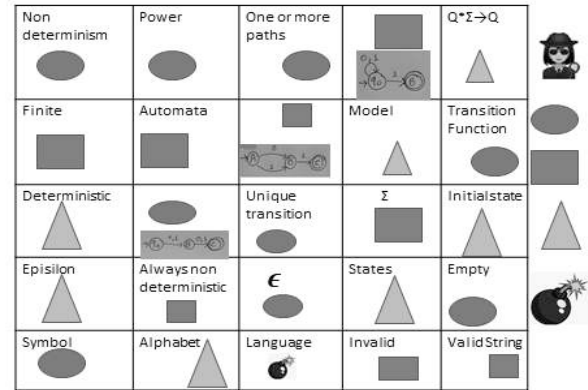 Non
determinism
Power
One or more
paths
Q*Σ→Q
Finite
Automata
Model
Transition
Function
Deterministic
Unique
transition
Σ
Initial state
Episilon
Always non
deterministic
ϵ
States
Empty
Symbol
Alphabet
Language
Invalid
Valid String